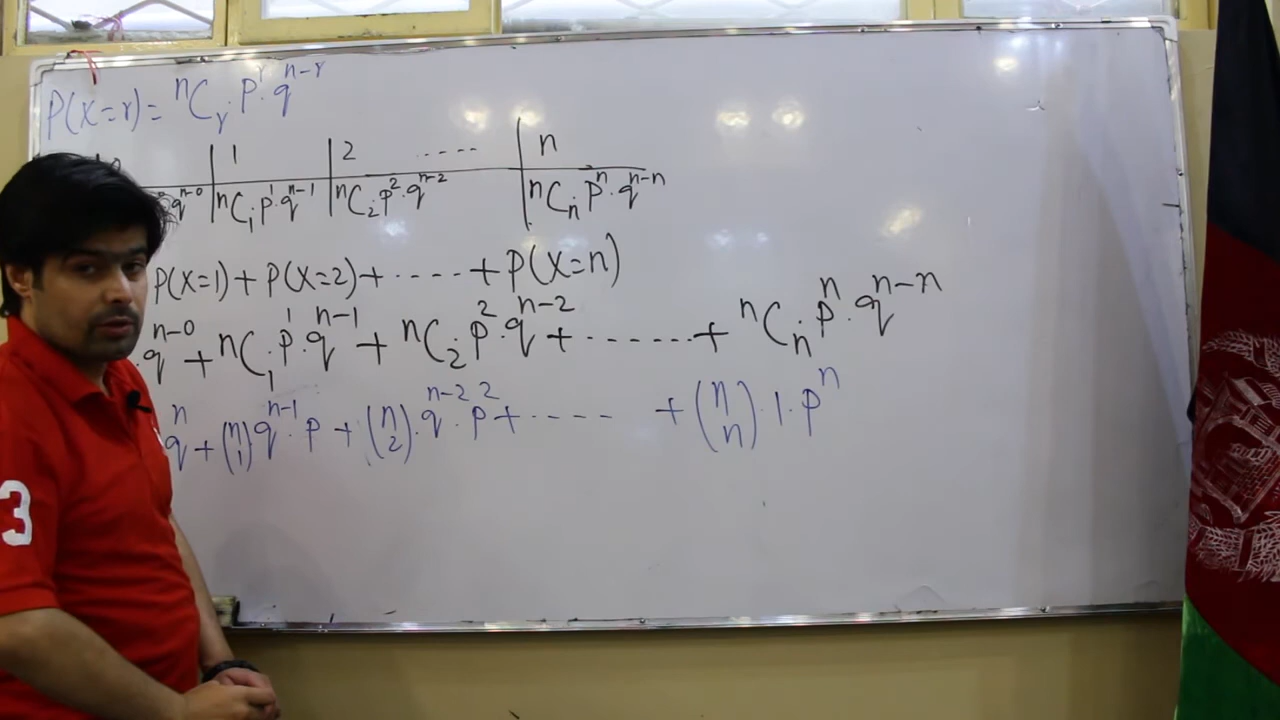 P(X=r) = ⁿCᵣ . pʳ . qⁿ⁻ʳ
1 | 2 ..... | n
qⁿ⁻⁰ | ⁿC₁ . p¹ . qⁿ⁻¹ | ⁿC₂ . p² . qⁿ⁻² | ⁿCₙ . pⁿ . qⁿ⁻ⁿ
P(X=1) + P(X=2) + ..... + P(X=n)
. qⁿ⁻⁰ + ⁿC₁ . p¹ . qⁿ⁻¹ + ⁿC₂ . p² . qⁿ⁻² + ...... + ⁿCₙ . pⁿ . qⁿ⁻ⁿ
qⁿ + (n 1) . qⁿ⁻¹ . p + (n 2) . qⁿ⁻² . p² + ..... + (n n) . 1 . pⁿ
3